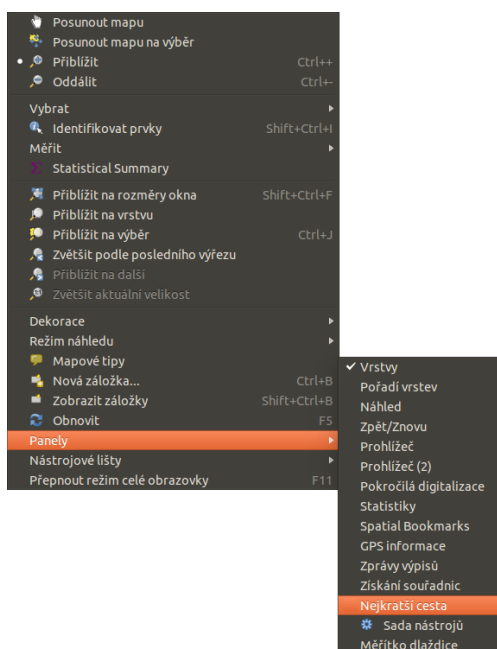 Posunout mapu
Posunout mapu na výběr
Přiblížit Ctrl++
Oddálit Ctrl+-
Vybrat
Identifikovat prvky Shift+Ctrl+I
Měřit
Statistical Summary
Přiblížit na rozměry okna Shift+Ctrl+F
Přiblížit na vrstvu
Přiblížit na výběr Ctrl+J
Zvětšit podle posledního výřezu
Přiblížit na další
Zvětšit aktuální velikost
Dekorace
Režim náhledu
Mapové tipy
Nová záložka... Ctrl+B
Zobrazit záložky Shift+Ctrl+B
Obnovit F5
Panely
Nástrojové lišty
Přepnout režim celé obrazovky F11
Vrstvy
Pořadí vrstev
Náhled
Zpět/Znovu
Prohlížeč
Prohlížeč (2)
Pokročilá digitalizace
Statistiky
Spatial Bookmarks
GPS informace
Zprávy výpisů
Získání souřadnic
Nejkratší cesta
Sada nástrojů
Měřítko dlaždice